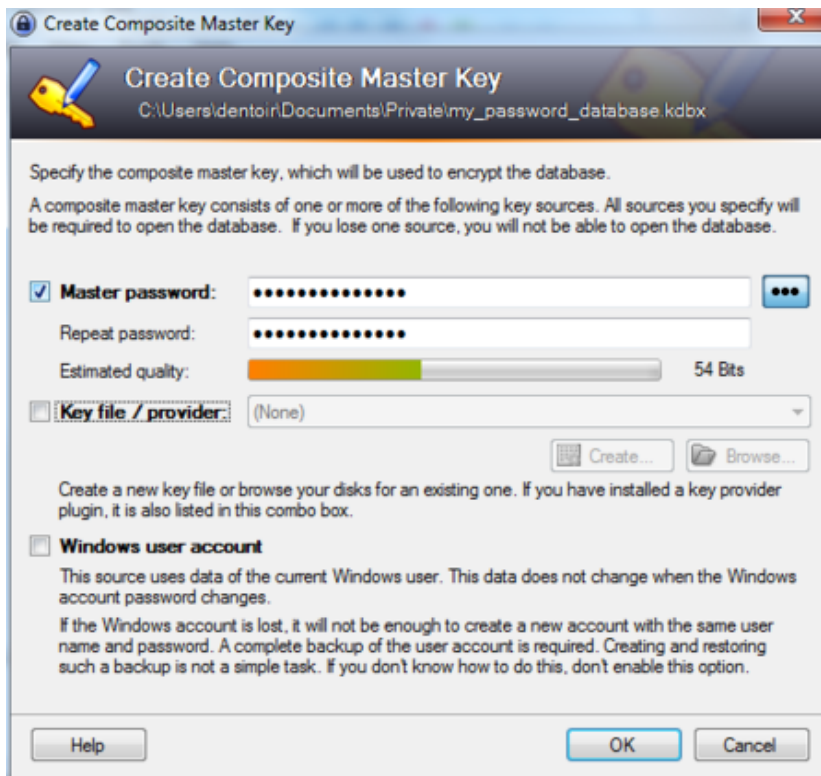 Create Composite Master Key
Create Composite Master Key
C:\Users\dentoir\Documents\Private\my_password_database.kdbx
Specify the composite master key, which will be used to encrypt the database.
A composite master key consists of one or more of the following key sources. All sources you specify will
be required to open the database. If you lose one source, you will not be able to open the database.
Master password: ●●●●●●●●●●●●●● ●●●
Repeat password: ●●●●●●●●●●●●●●
Estimated quality: 54 Bits
Key file / provider: (None)
Create... Browse...
Create a new key file or browse your disks for an existing one. If you have installed a key provider
plugin, it is also listed in this combo box.
Windows user account
This source uses data of the current Windows user. This data does not change when the Windows
account password changes.
If the Windows account is lost, it will not be enough to create a new account with the same user
name and password. A complete backup of the user account is required. Creating and restoring
such a backup is not a simple task. If you don't know how to do this, don't enable this option.
Help OK Cancel